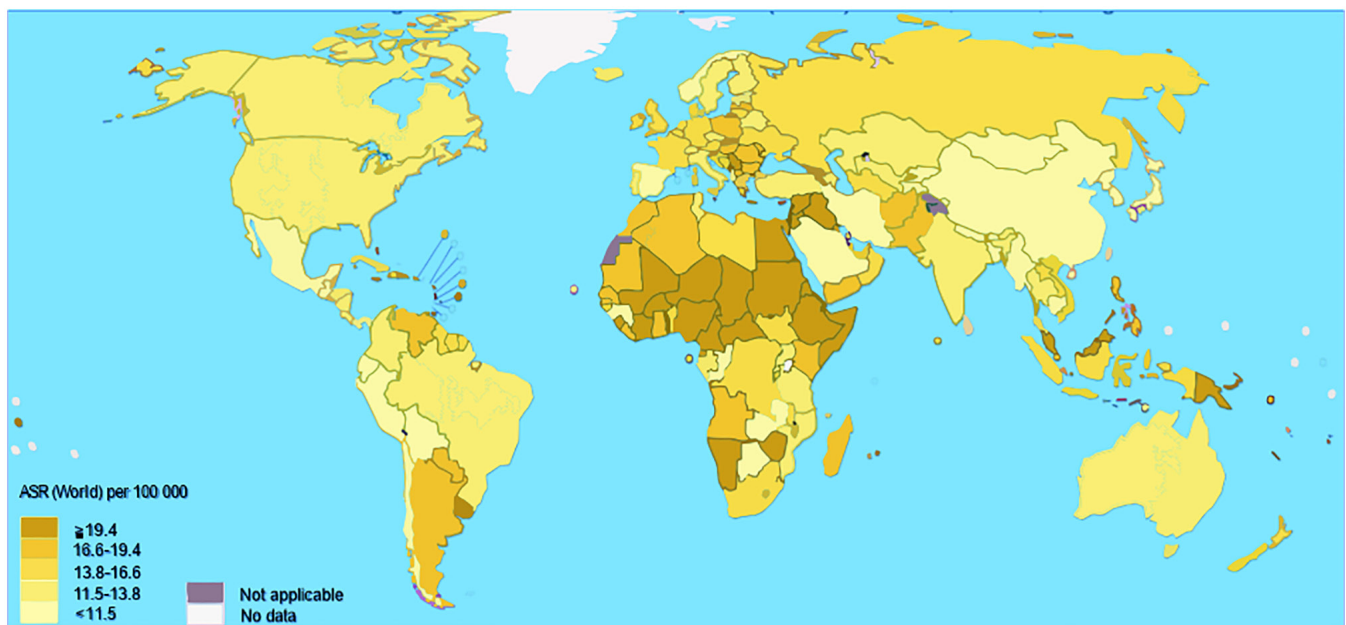 ASR (World) per 100 000
≧19.4
16.6-19.4
13.8-16.6
11.5-13.8
<11.5
Not applicable
No data